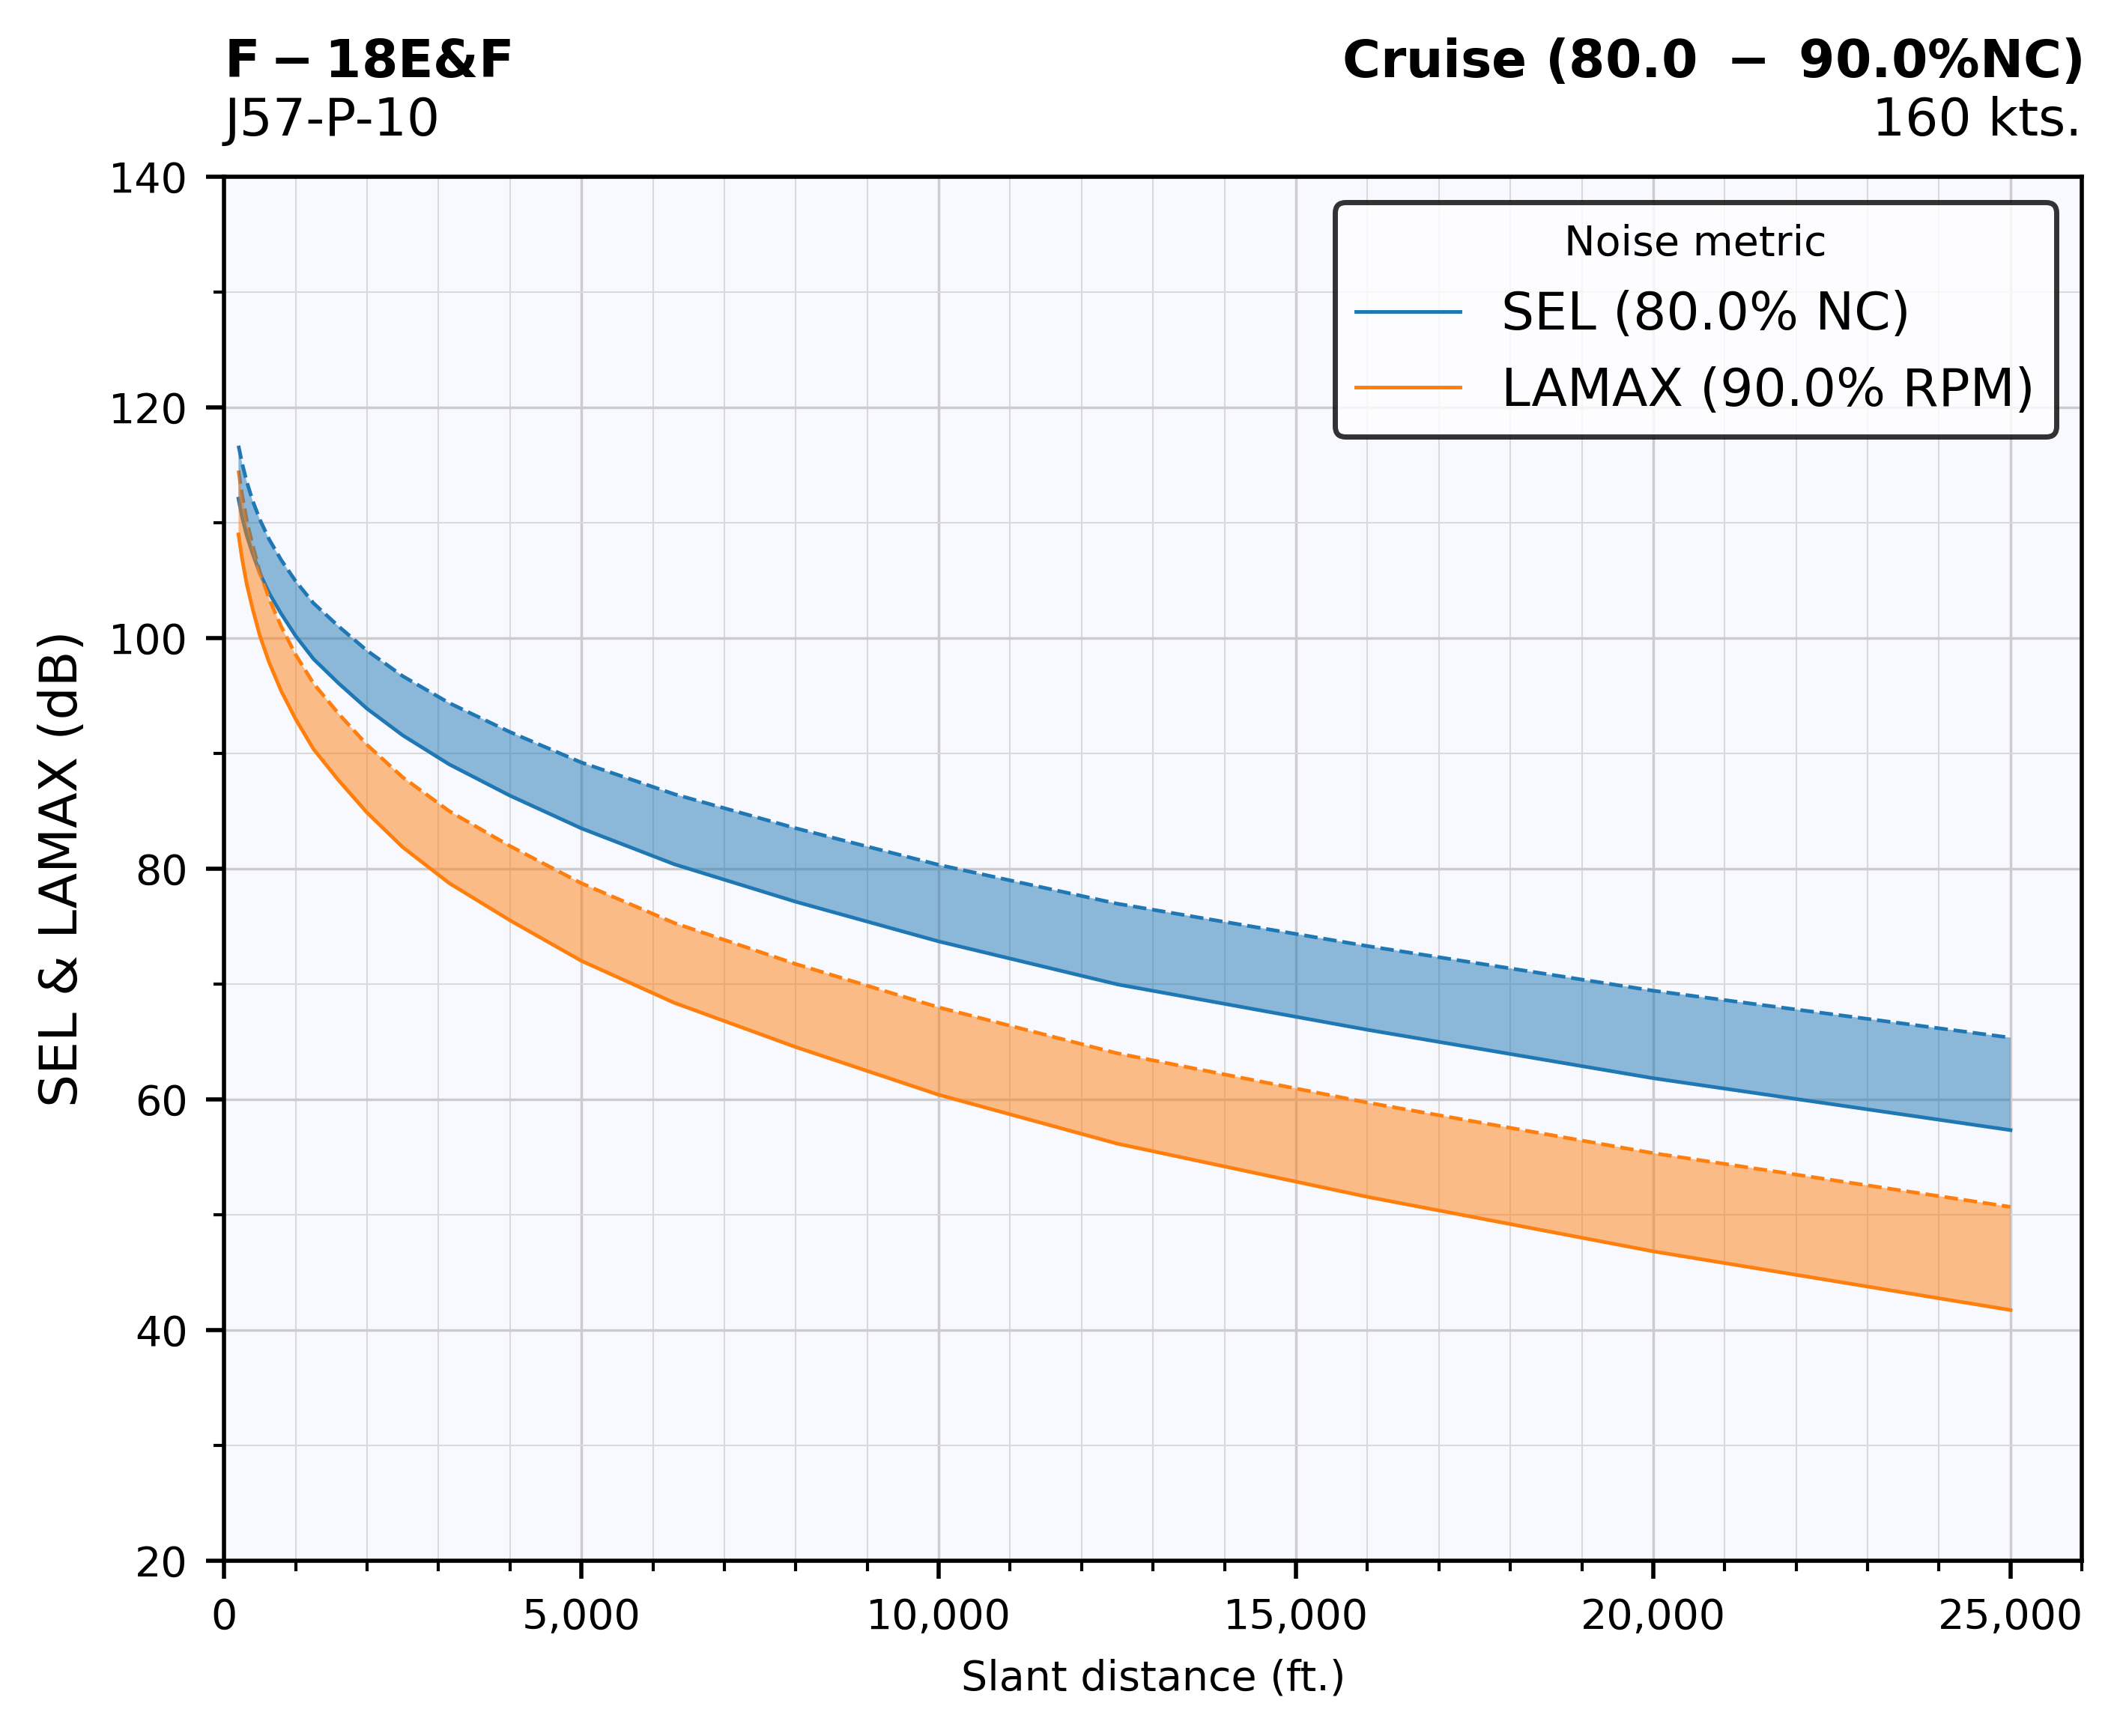 F − 18E&F
Cruise (80.0 − 90.0%NC)
J57-P-10
160 kts.
140
120
100
80
60
40
20
SEL & LAMAX (dB)
Noise metric
SEL (80.0% NC)
LAMAX (90.0% RPM)
0
5,000
10,000
15,000
20,000
25,000
Slant distance (ft.)